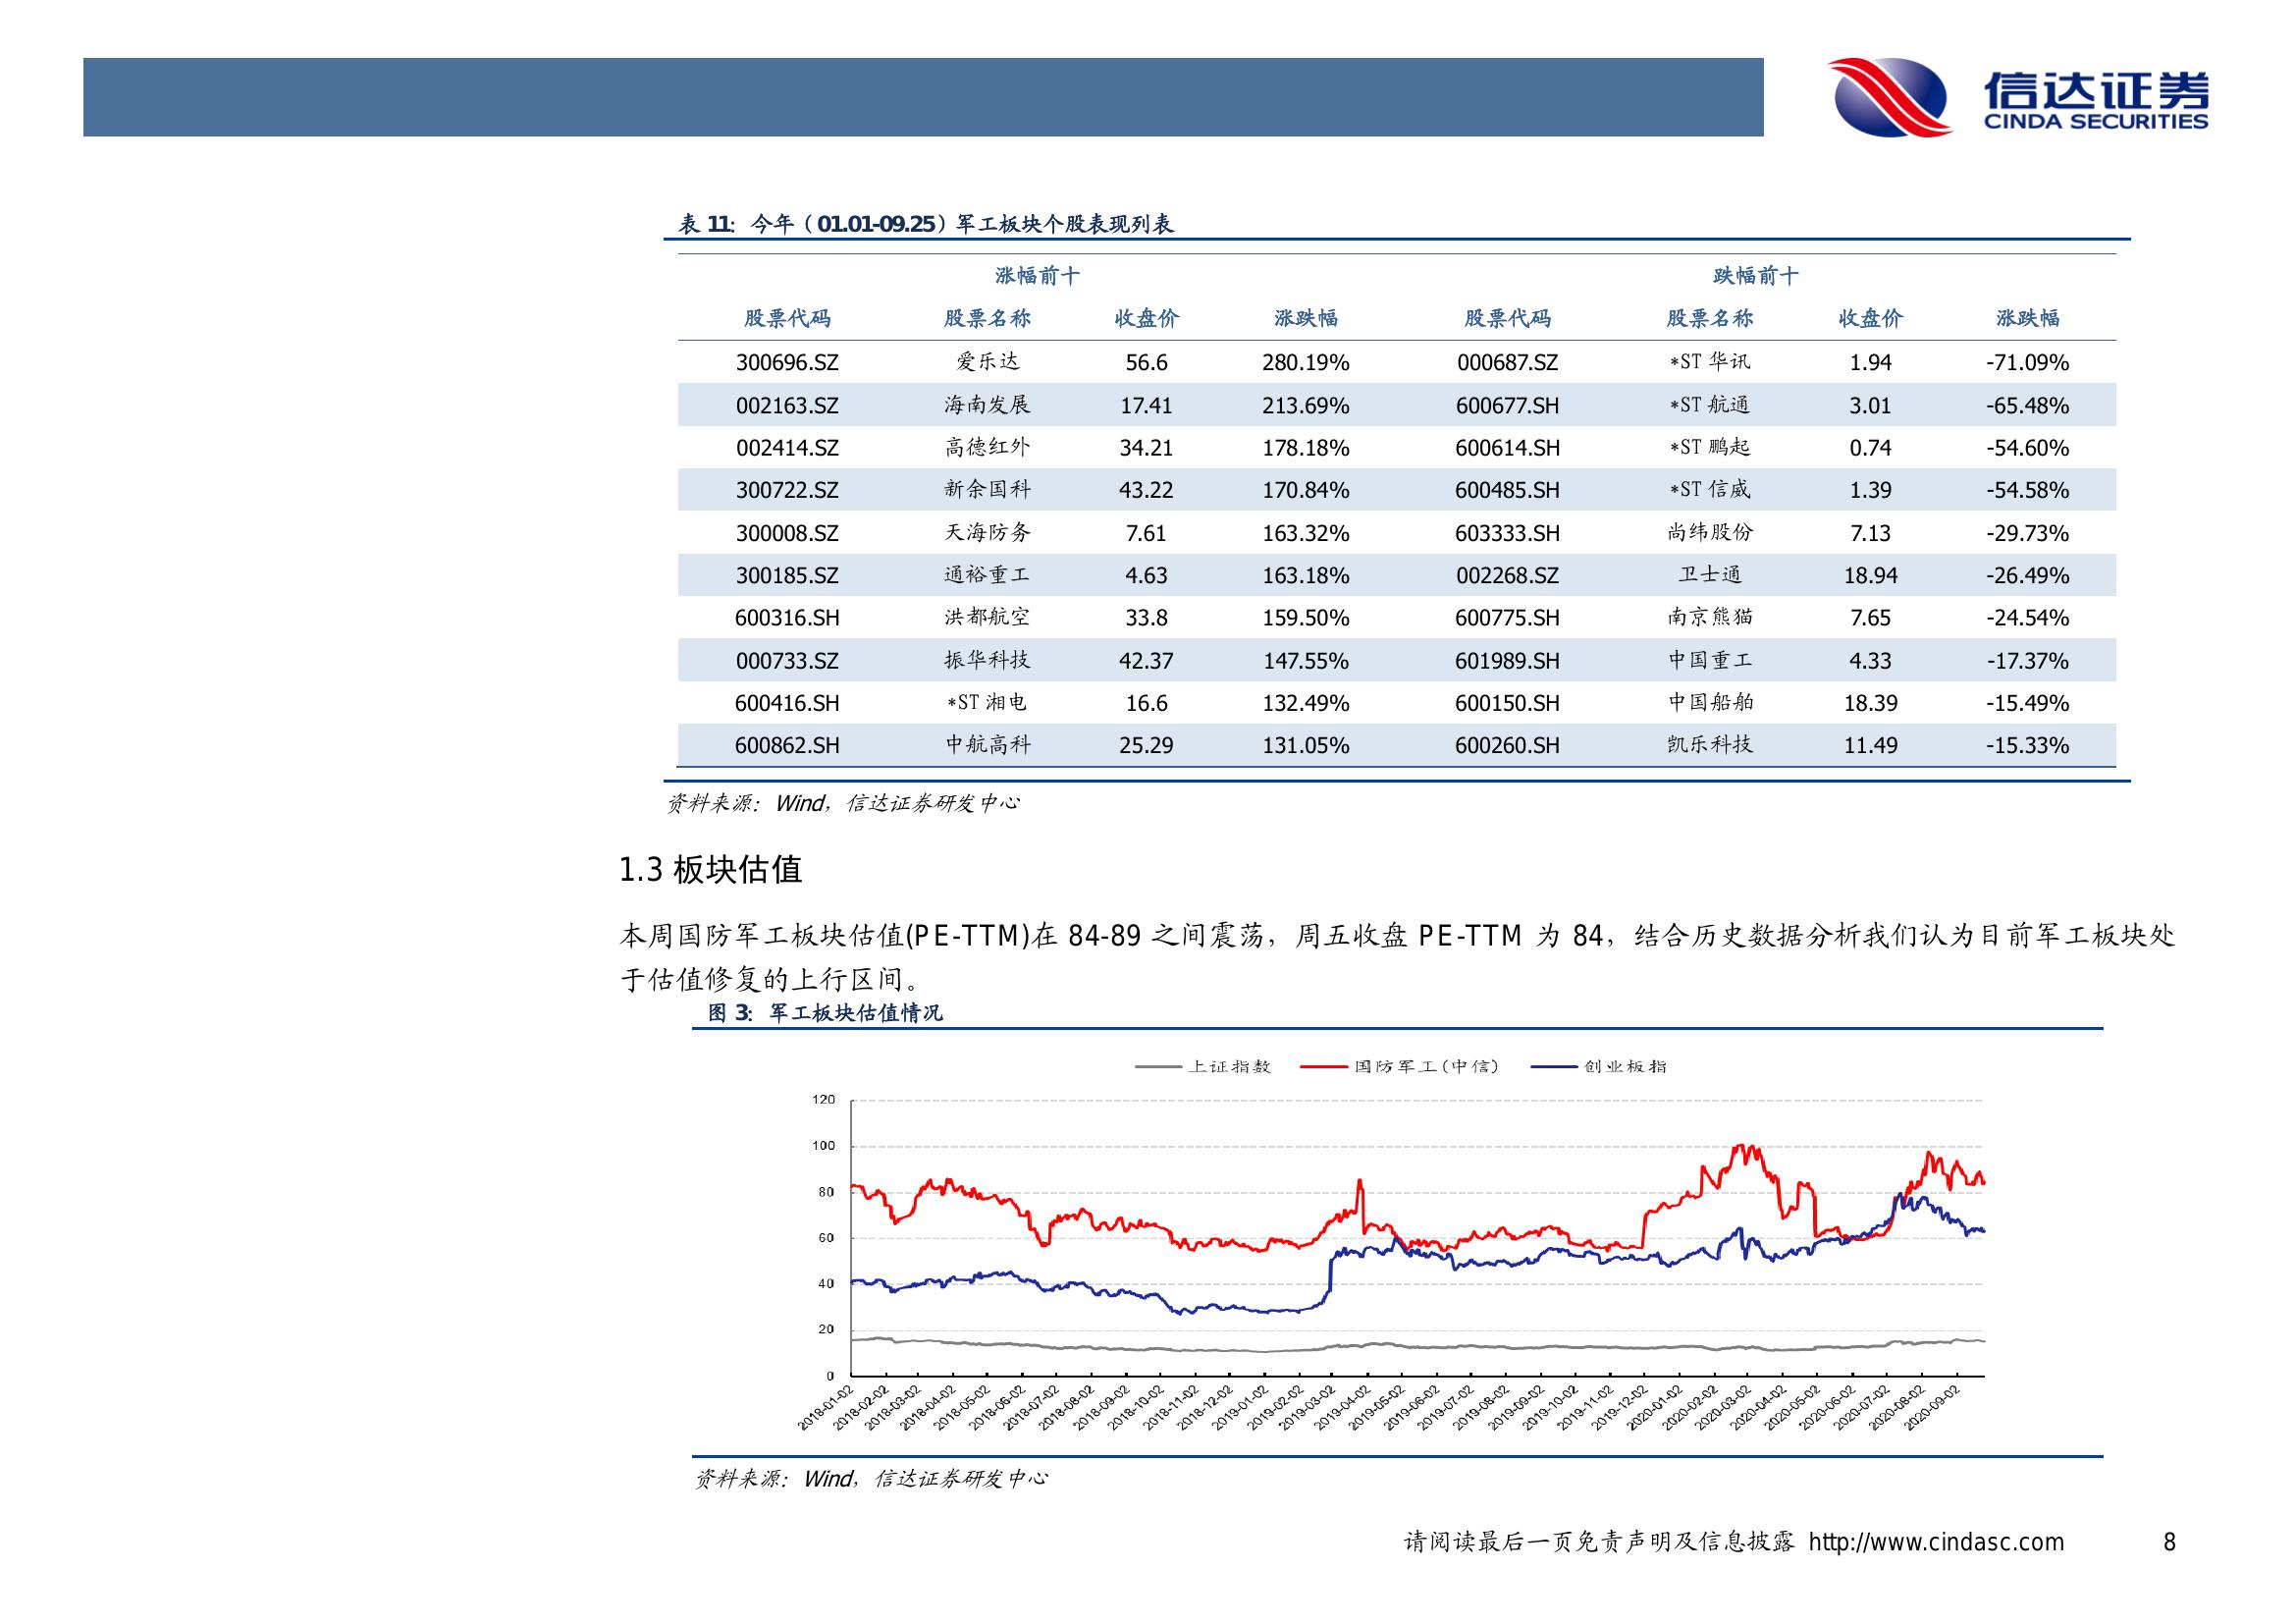 信达证券
CINDA SECURITIES
表 11：今年（01.01-09.25）军工板块个股表现列表
涨幅前十 跌幅前十
股票代码 股票名称 收盘价 涨跌幅 股票代码 股票名称 收盘价 涨跌幅
300696.SZ 爱乐达 56.6 280.19% 000687.SZ *ST 华讯 1.94 -71.09%
002163.SZ 海南发展 17.41 213.69% 600677.SH *ST 航通 3.01 -65.48%
002414.SZ 高德红外 34.21 178.18% 600614.SH *ST 鹏起 0.74 -54.60%
300722.SZ 新余国科 43.22 170.84% 600485.SH *ST 信威 1.39 -54.58%
300008.SZ 天海防务 7.61 163.32% 603333.SH 尚纬股份 7.13 -29.73%
300185.SZ 通裕重工 4.63 163.18% 002268.SZ 卫士通 18.94 -26.49%
600316.SH 洪都航空 33.8 159.50% 600775.SH 南京熊猫 7.65 -24.54%
000733.SZ 振华科技 42.37 147.55% 601989.SH 中国重工 4.33 -17.37%
600416.SH *ST 湘电 16.6 132.49% 600150.SH 中国船舶 18.39 -15.49%
600862.SH 中航高科 25.29 131.05% 600260.SH 凯乐科技 11.49 -15.33%
资料来源：Wind，信达证券研发中心
1.3 板块估值
本周国防军工板块估值(PE-TTM)在 84-89 之间震荡，周五收盘 PE-TTM 为 84，结合历史数据分析我们认为目前军工板块处
于估值修复的上行区间。
图 3：军工板块估值情况
上证指数 国防军工(中信) 创业板指
120
100
80
60
40
20
0
2018-01-02 2018-02-02 2018-03-02 2018-04-02 2018-05-02 2018-06-02 2018-07-02 2018-08-02 2018-09-02 2018-10-02 2018-11-02 2018-12-02 2019-01-02 2019-02-02 2019-03-02 2019-04-02 2019-05-02 2019-06-02 2019-07-02 2019-08-02 2019-09-02 2019-10-02 2019-11-02 2019-12-02 2020-01-02 2020-02-02 2020-03-02 2020-04-02 2020-05-02 2020-06-02 2020-07-02 2020-08-02 2020-09-02
资料来源：Wind，信达证券研发中心
请阅读最后一页免责声明及信息披露 http://www.cindasc.com 8